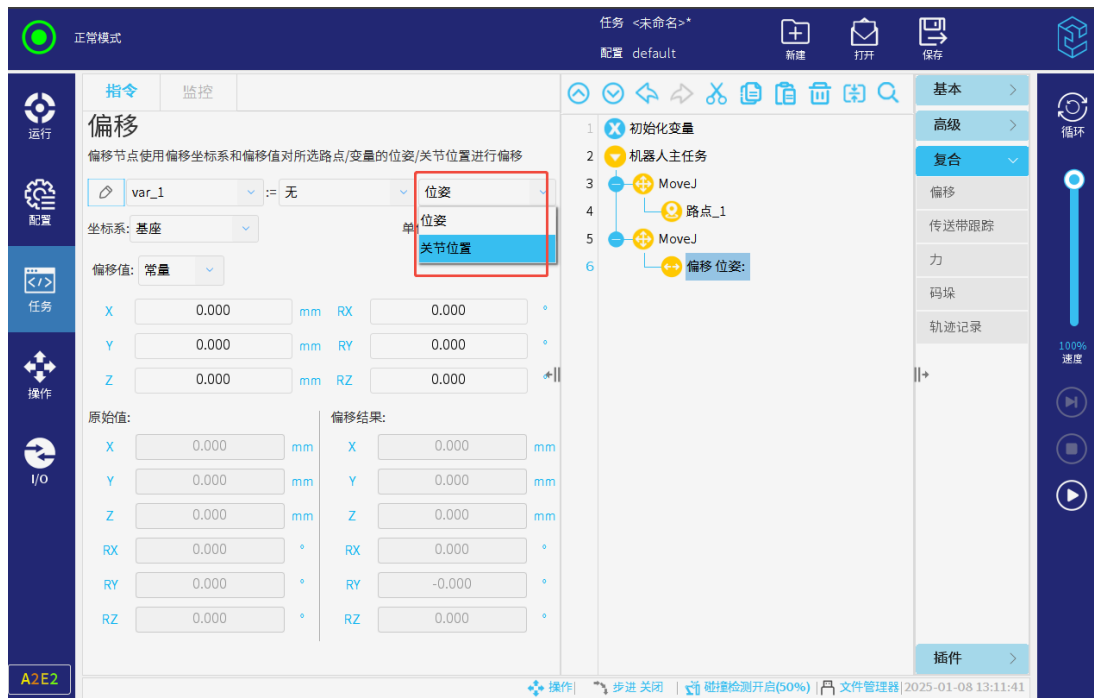 正常模式
任务 <未命名>*
配置 default
新建
打开
保存
运行
配置
任务
操作
I/O
A2E2
指令 监控
偏移
偏移节点使用偏移坐标系和偏移值对所选路点/变量的位姿/关节位置进行偏移
var_1 := 无 位姿
位姿
关节位置
坐标系: 基座 单
偏移值: 常量
X 0.000 mm RX 0.000 °
Y 0.000 mm RY 0.000 °
Z 0.000 mm RZ 0.000 °
原始值: 偏移结果:
X 0.000 mm X 0.000 mm
Y 0.000 mm Y 0.000 mm
Z 0.000 mm Z 0.000 mm
RX 0.000 ° RX 0.000 °
RY 0.000 ° RY -0.000 °
RZ 0.000 ° RZ 0.000 °
1 初始化变量
2 机器人主任务
3 MoveJ
4 路点_1
5 MoveJ
6 偏移 位姿:
基本
高级
复合
偏移
传送带跟踪
力
码垛
轨迹记录
插件
循环
100%
速度
操作 步进 关闭 碰撞检测开启(50%) 文件管理器 2025-01-08 13:11:41